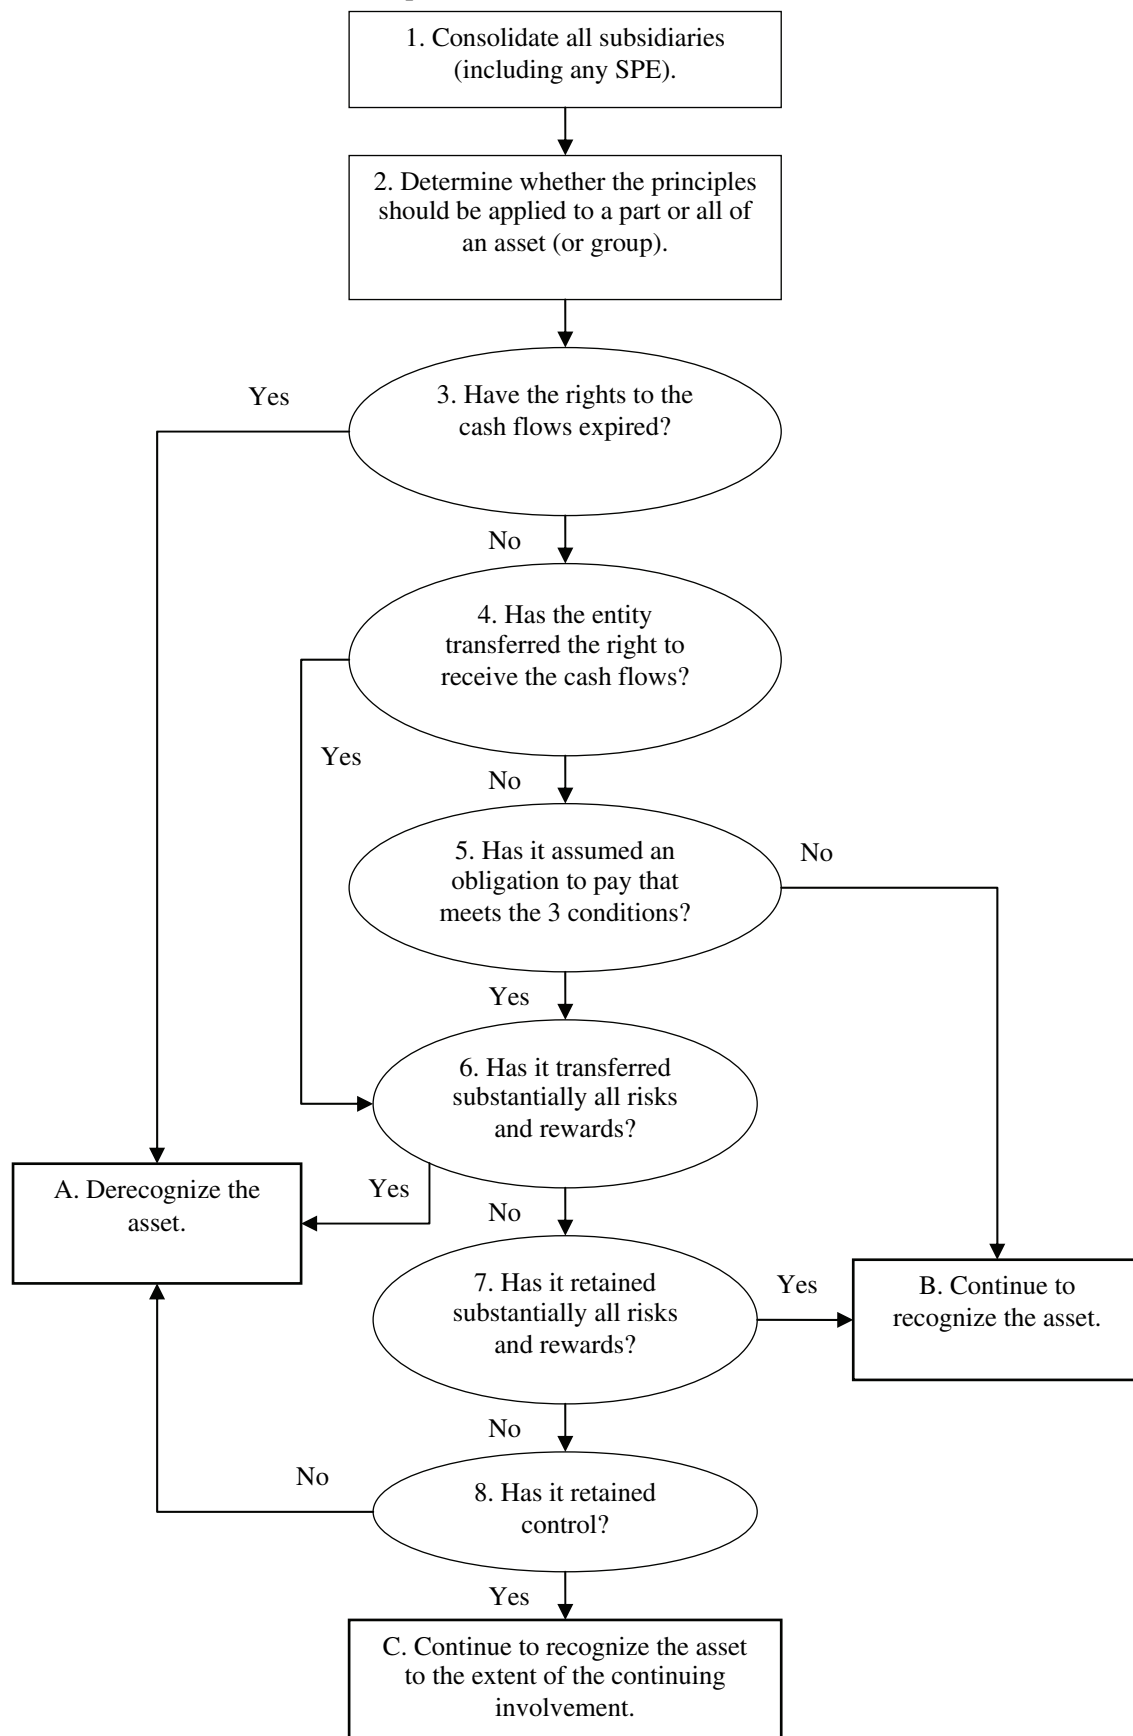 1. Consolidate all subsidiaries
(including any SPE).
2. Determine whether the principles
should be applied to a part or all of
an asset (or group).
Yes
3. Have the rights to the
cash flows expired?
No
4. Has the entity
transferred the right to
receive the cash flows?
Yes
No
5. Has it assumed an
obligation to pay that
meets the 3 conditions?
No
Yes
6. Has it transferred
substantially all risks
and rewards?
A. Derecognize the
asset.
Yes
No
7. Has it retained
substantially all risks
and rewards?
Yes
B. Continue to
recognize the asset.
No
No
8. Has it retained
control?
Yes
C. Continue to recognize the asset
to the extent of the continuing
involvement.